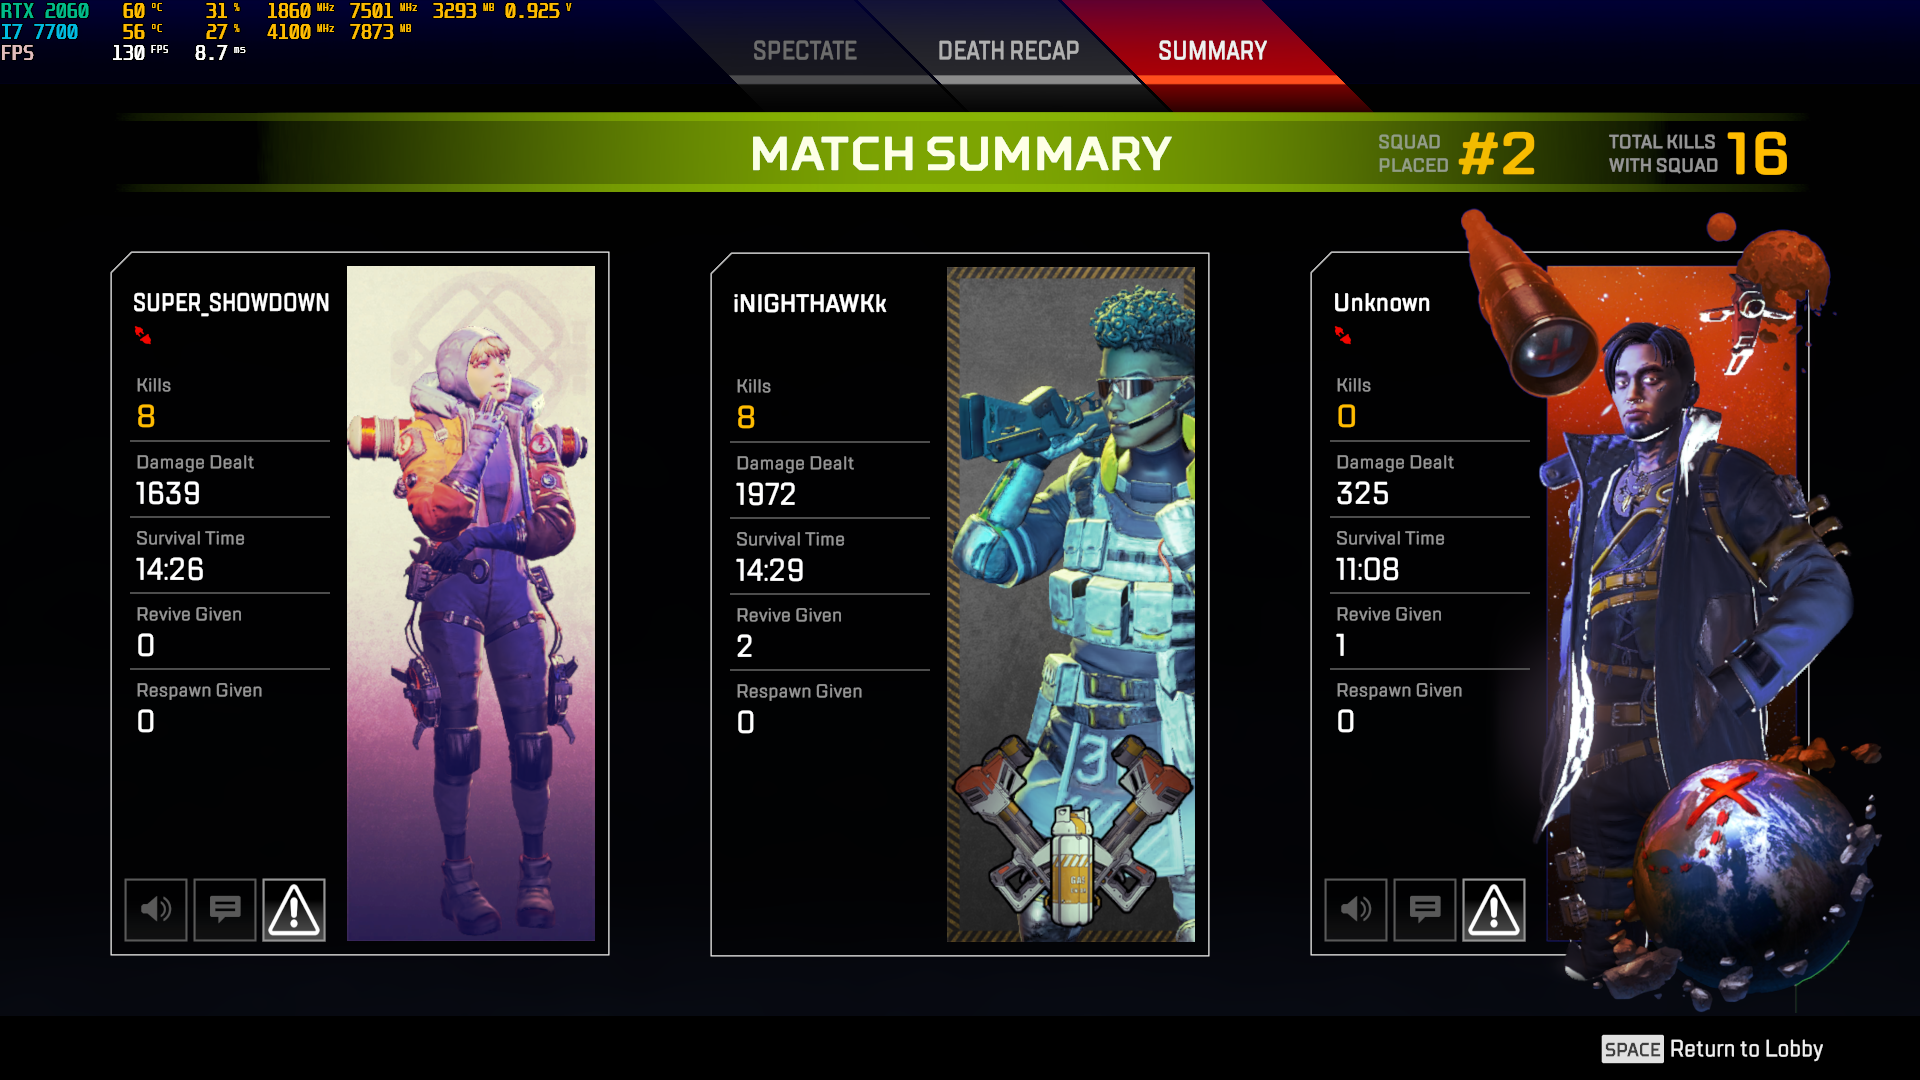 RTX 2060 60 °C 31 % 1860 MHz 7501 MHz 3293 MB 0.925 V
I7 7700 56 °C 27 % 4100 MHz 7873 MB
FPS 130 FPS 8.7 ms
SPECTATE DEATH RECAP SUMMARY
MATCH SUMMARY
SQUAD PLACED #2
TOTAL KILLS WITH SQUAD 16
SUPER_SHOWDOWN
Kills
8
Damage Dealt
1639
Survival Time
14:26
Revive Given
0
Respawn Given
0
iNIGHTHAWKk
Kills
8
Damage Dealt
1972
Survival Time
14:29
Revive Given
2
Respawn Given
0
3
GAS
Unknown
Kills
0
Damage Dealt
325
Survival Time
11:08
Revive Given
1
Respawn Given
0
SPACE Return to Lobby